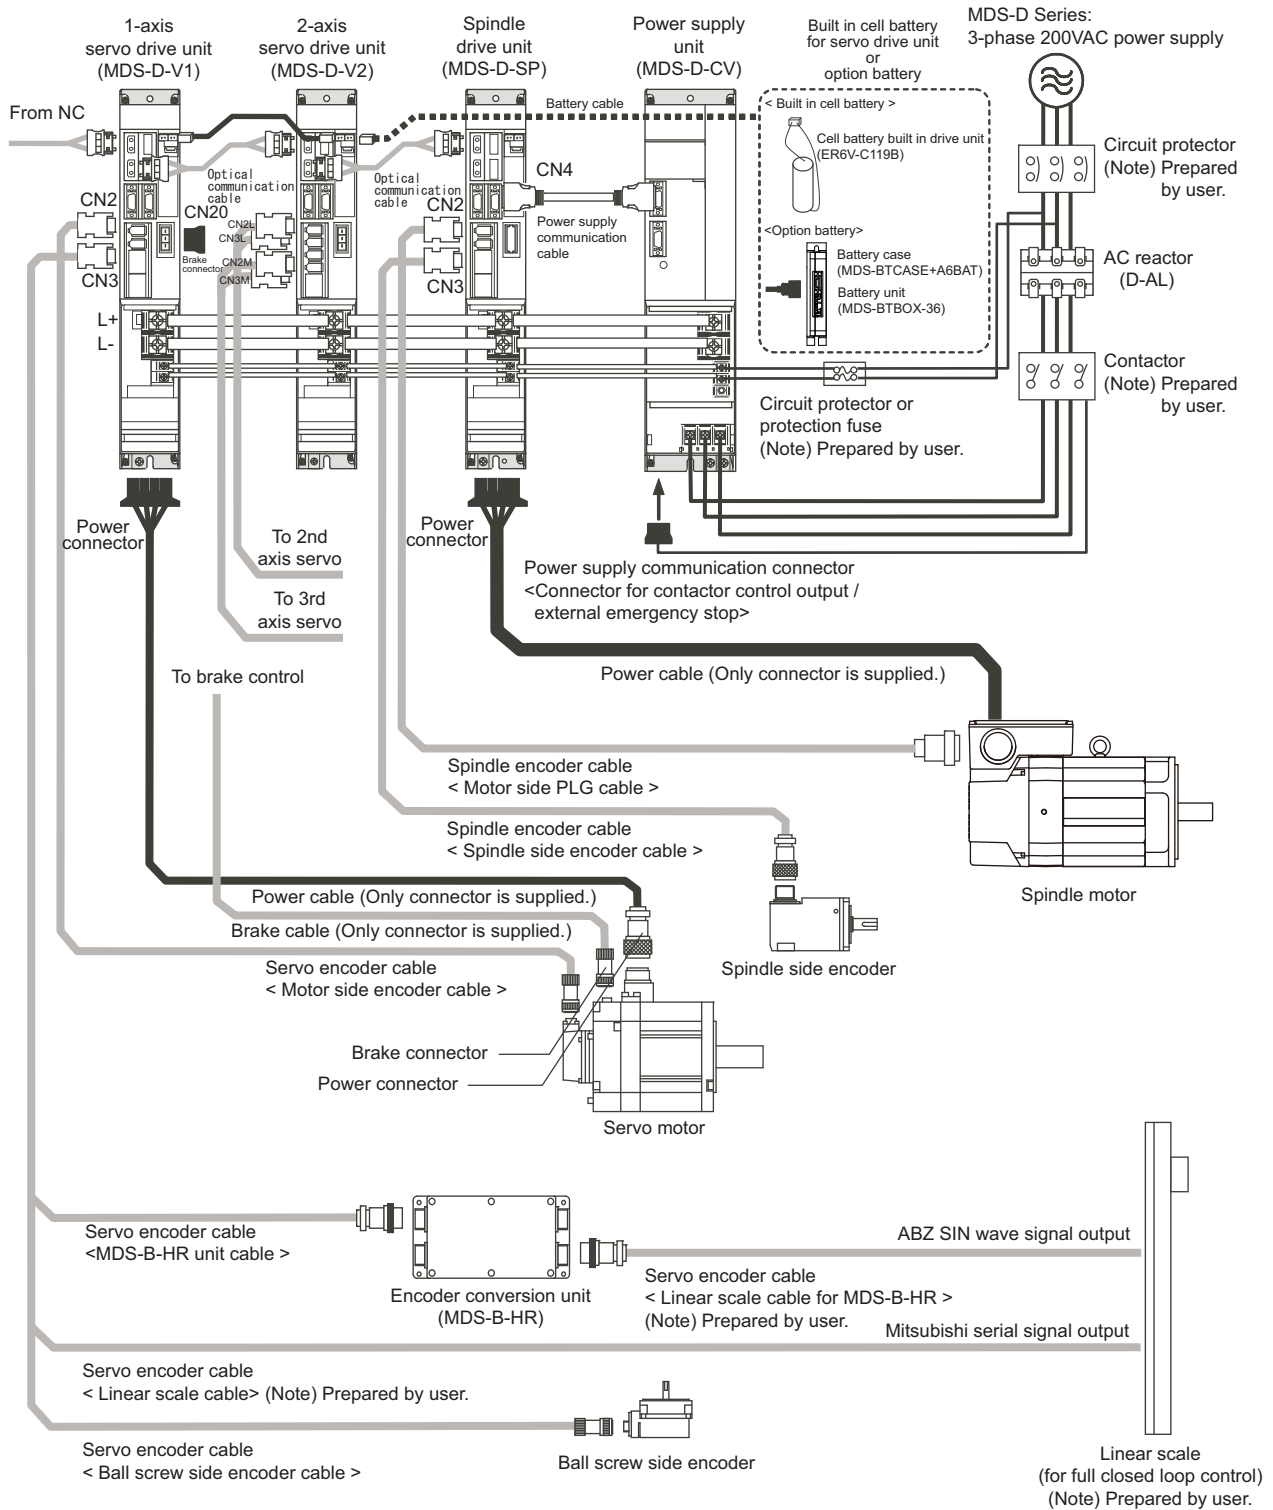 1-axis
servo drive unit
(MDS-D-V1)
2-axis
servo drive unit
(MDS-D-V2)
Spindle
drive unit
(MDS-D-SP)
Power supply
unit
(MDS-D-CV)
Built in cell battery
for servo drive unit
or
option battery
MDS-D Series:
3-phase 200VAC power supply
From NC
Battery cable
< Built in cell battery >
Cell battery built in drive unit
(ER6V-C119B)
<Option battery>
Battery case
(MDS-BTCASE+A6BAT)
Battery unit
(MDS-BTBOX-36)
Circuit protector
(Note) Prepared
by user.
AC reactor
(D-AL)
Contactor
(Note) Prepared
by user.
Optical
communication
cable
Optical
communication
cable
CN2
CN20
CN3
Brake
connector
CN2L
CN3L
CN2M
CN3M
CN2
CN3
CN4
Power supply
communication
cable
L+
L-
Circuit protector or
protection fuse
(Note) Prepared by user.
Power
connector
Power
connector
To 2nd
axis servo
To 3rd
axis servo
Power supply communication connector
<Connector for contactor control output /
external emergency stop>
To brake control
Power cable (Only connector is supplied.)
Spindle encoder cable
< Motor side PLG cable >
Spindle encoder cable
< Spindle side encoder cable >
Spindle motor
Power cable (Only connector is supplied.)
Brake cable (Only connector is supplied.)
Servo encoder cable
< Motor side encoder cable >
Spindle side encoder
Brake connector
Power connector
Servo motor
Servo encoder cable
<MDS-B-HR unit cable >
Encoder conversion unit
(MDS-B-HR)
ABZ SIN wave signal output
Servo encoder cable
< Linear scale cable for MDS-B-HR >
(Note) Prepared by user.
Mitsubishi serial signal output
Servo encoder cable
< Linear scale cable> (Note) Prepared by user.
Servo encoder cable
< Ball screw side encoder cable >
Ball screw side encoder
Linear scale
(for full closed loop control)
(Note) Prepared by user.